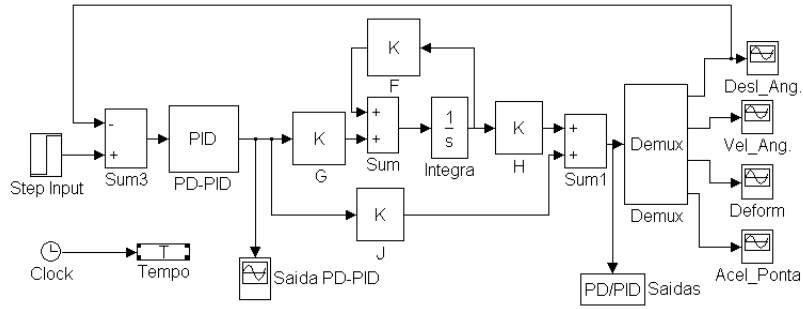 K
F
Desl_Ang.
-
+
Sum3
PID
PD-PID
K
G
+
+
Sum
1
s
Integra
K
H
+
+
Sum1
Demux
Demux
Vel_Ang.
Deform
Acel_Ponta
Step Input
K
J
Clock
T
Tempo
Saida PD-PID
PD/PID
Saidas